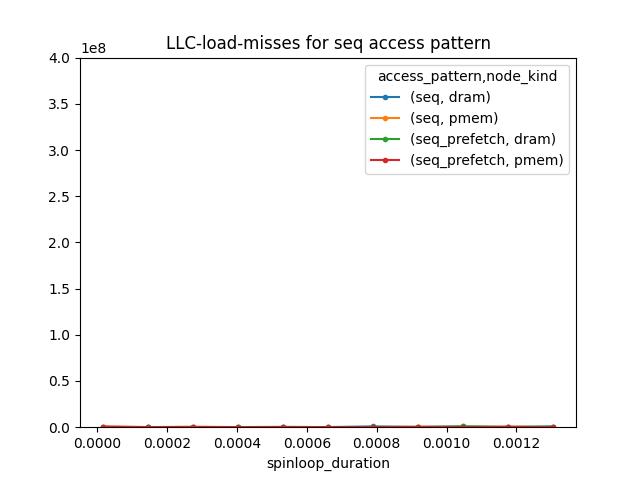 LLC-load-misses for seq access pattern
1e8
4.0
3.5
3.0
2.5
2.0
1.5
1.0
0.5
0.0
access_pattern,node_kind
(seq, dram)
(seq, pmem)
(seq_prefetch, dram)
(seq_prefetch, pmem)
0.0000 0.0002 0.0004 0.0006 0.0008 0.0010 0.0012
spinloop_duration